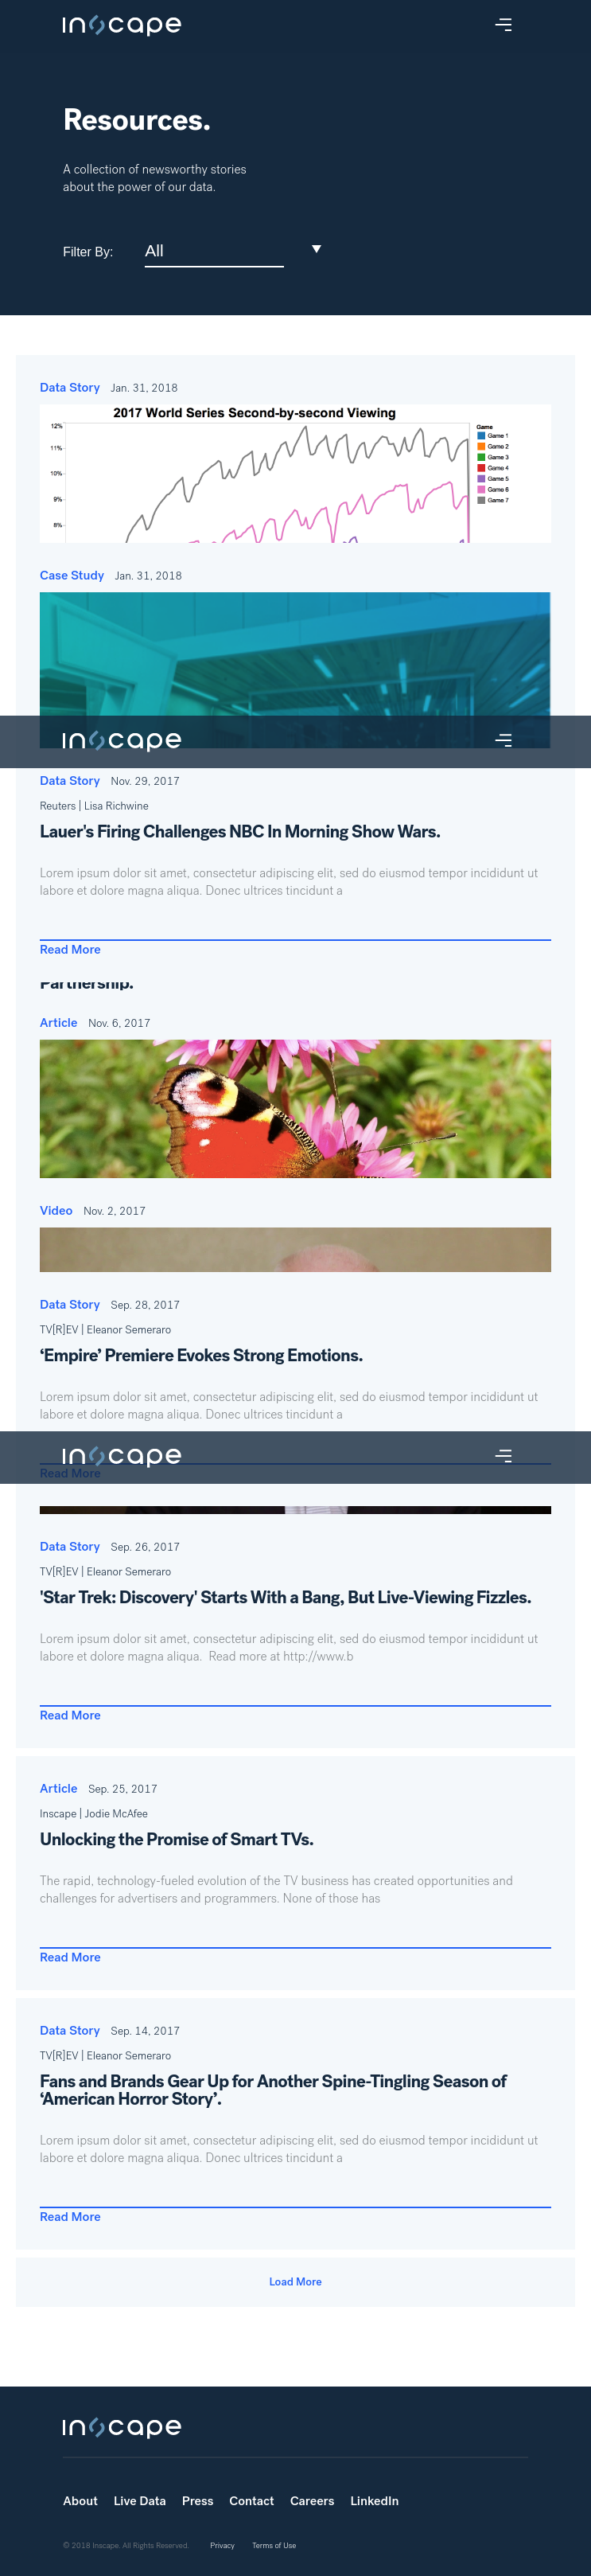 inscape
Resources.
A collection of newsworthy stories
about the power of our data.
Filter By:
All
Data Story Jan. 31, 2018
2017 World Series Second-by-second Viewing
12%
11%
10%
9%
8%
Game
Game 1
Game 2
Game 3
Game 4
Game 5
Game 6
Game 7
Case Study Jan. 31, 2018
inscape
Data Story Nov. 29, 2017
Reuters | Lisa Richwine
Lauer's Firing Challenges NBC In Morning Show Wars.
Lorem ipsum dolor sit amet, consectetur adipiscing elit, sed do eiusmod tempor incididunt ut
labore et dolore magna aliqua. Donec ultrices tincidunt a
Read More
Partnership.
Article Nov. 6, 2017
Video Nov. 2, 2017
Data Story Sep. 28, 2017
TV[R]EV | Eleanor Semeraro
‘Empire’ Premiere Evokes Strong Emotions.
Lorem ipsum dolor sit amet, consectetur adipiscing elit, sed do eiusmod tempor incididunt ut
labore et dolore magna aliqua. Donec ultrices tincidunt a
inscape
Read More
Data Story Sep. 26, 2017
TV[R]EV | Eleanor Semeraro
'Star Trek: Discovery' Starts With a Bang, But Live-Viewing Fizzles.
Lorem ipsum dolor sit amet, consectetur adipiscing elit, sed do eiusmod tempor incididunt ut
labore et dolore magna aliqua. Read more at http://www.b
Read More
Article Sep. 25, 2017
Inscape | Jodie McAfee
Unlocking the Promise of Smart TVs.
The rapid, technology-fueled evolution of the TV business has created opportunities and
challenges for advertisers and programmers. None of those has
Read More
Data Story Sep. 14, 2017
TV[R]EV | Eleanor Semeraro
Fans and Brands Gear Up for Another Spine-Tingling Season of
‘American Horror Story’.
Lorem ipsum dolor sit amet, consectetur adipiscing elit, sed do eiusmod tempor incididunt ut
labore et dolore magna aliqua. Donec ultrices tincidunt a
Read More
Load More
inscape
About Live Data Press Contact Careers LinkedIn
© 2018 Inscape. All Rights Reserved. Privacy Terms of Use